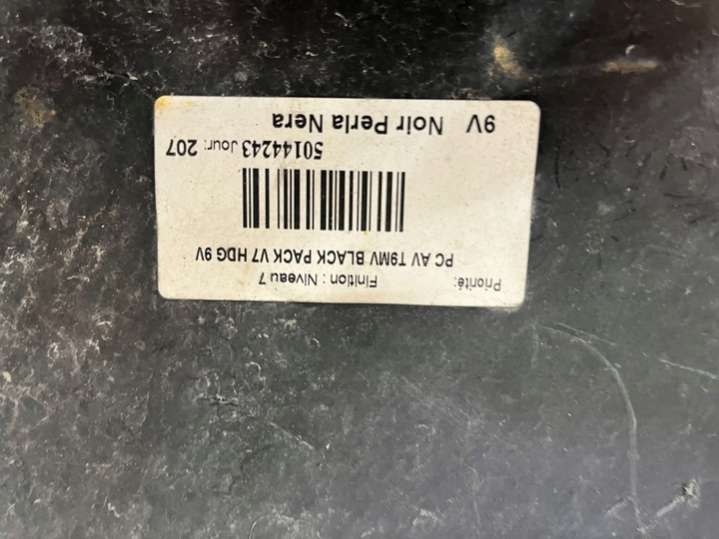 Priorité: Finition : Niveau 7
PC AV T9MV BLACK PACK V7 HDG 9V
50144243 Jour: 207
9V Noir Perla Nera